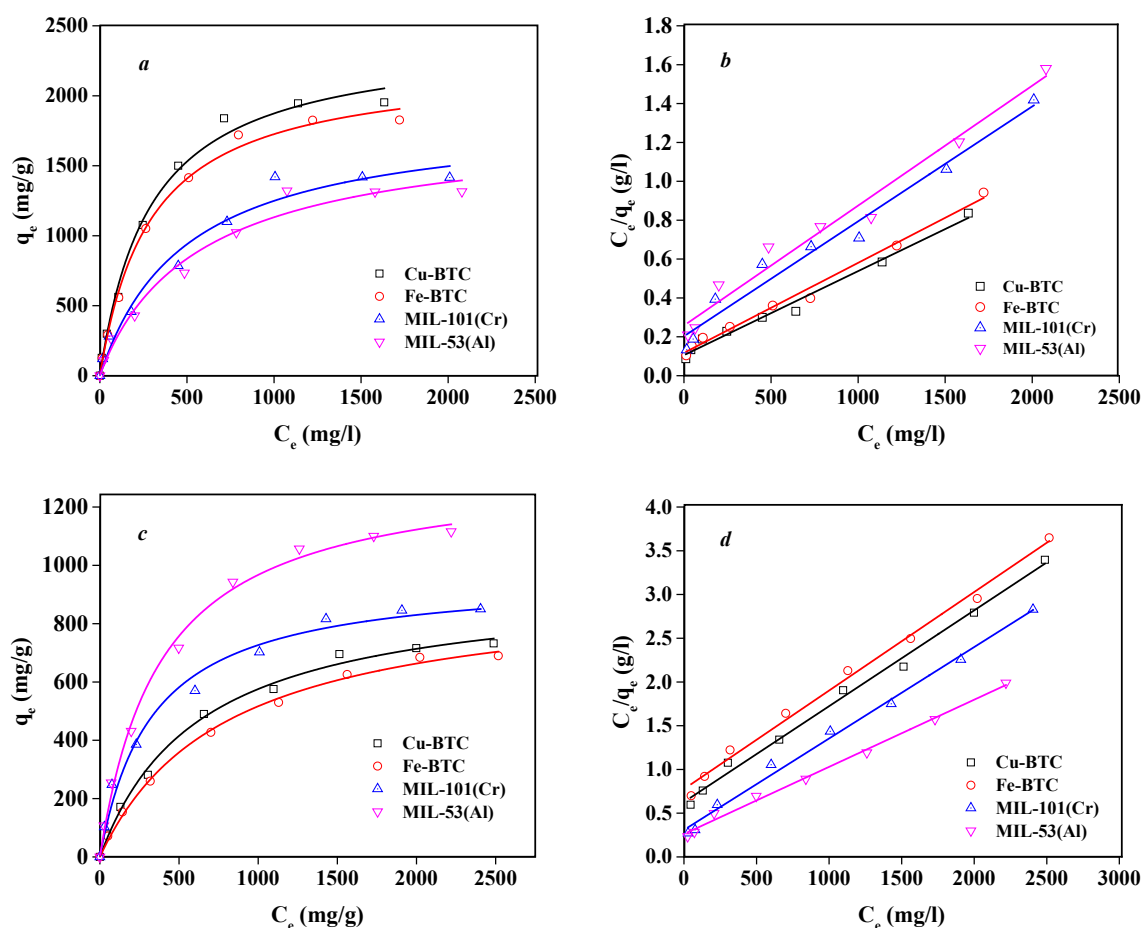 2500
2000
1500
1000
500
0
q_e (mg/g)
a
Cu-BTC
Fe-BTC
MIL-101(Cr)
MIL-53(Al)
0 500 1000 1500 2000 2500
C_e (mg/l)
1.8
1.6
1.4
1.2
1.0
0.8
0.6
0.4
0.2
0.0
C_e/q_e (g/l)
b
Cu-BTC
Fe-BTC
MIL-101(Cr)
MIL-53(Al)
0 500 1000 1500 2000 2500
C_e (mg/l)
1200
1000
800
600
400
200
0
q_e (mg/g)
c
Cu-BTC
Fe-BTC
MIL-101(Cr)
MIL-53(Al)
0 500 1000 1500 2000 2500
C_e (mg/g)
4.0
3.5
3.0
2.5
2.0
1.5
1.0
0.5
0.0
C_e/q_e (g/l)
d
Cu-BTC
Fe-BTC
MIL-101(Cr)
MIL-53(Al)
0 500 1000 1500 2000 2500 3000
C_e (mg/l)